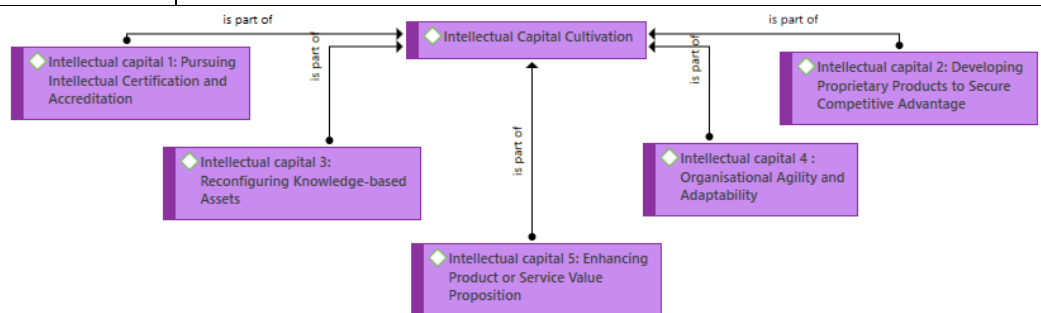 is part of
is part of
Intellectual Capital Cultivation
Intellectual capital 1: Pursuing
Intellectual Certification and
Accreditation
is part of
is part of
Intellectual capital 2: Developing
Proprietary Products to Secure
Competitive Advantage
Intellectual capital 3:
Reconfiguring Knowledge-based
Assets
is part of
Intellectual capital 4 :
Organisational Agility and
Adaptability
Intellectual capital 5: Enhancing
Product or Service Value
Proposition